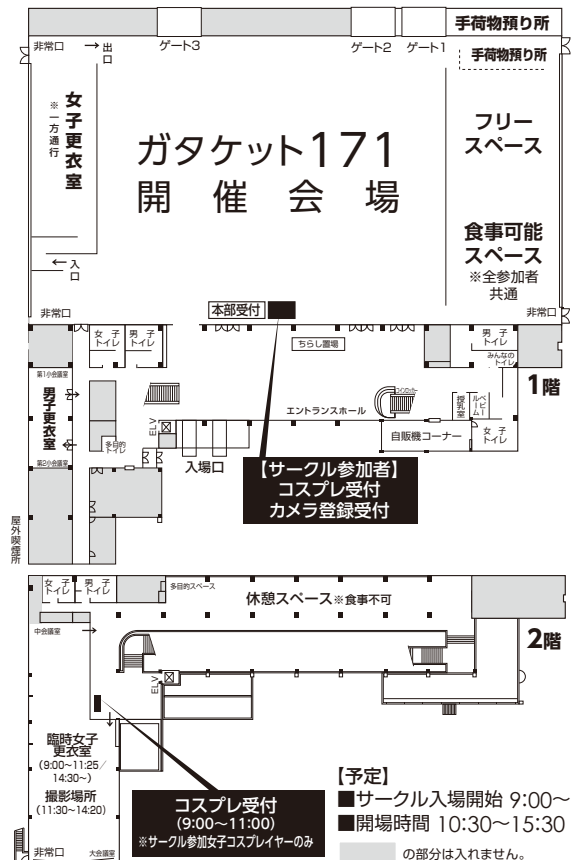 手荷物預り所
非常口
→出口
ゲート3
ゲート2
ゲート1
手荷物預り所
女子更衣室
※一方通行
ガタケット171
開催会場
フリー
スペース
食事可能
スペース
※全参加者
共通
←入口
非常口
本部受付
非常口
女子
トイレ
男子
トイレ
ちらし置場
男子
トイレ
みんなの
トイレ
1階
第1小会議室
男子更衣室
第2小会議室
多目的
トイレ
ELV
入場口
エントランスホール
コインロッカー
授乳室
ベビー
ルーム
自販機コーナー
女子
トイレ
【サークル参加者】
コスプレ受付
カメラ登録受付
屋外喫煙所
女子
トイレ
男子
トイレ
多目的スペース
休憩スペース※食事不可
2階
中会議室
ELV
臨時女子
更衣室
(9:00〜11:25/
14:30〜)
撮影場所
(11:30〜14:20)
非常口
大会議室
コスプレ受付
(9:00〜11:00)
※サークル参加女子コスプレイヤーのみ
【予定】
■サークル入場開始 9:00〜
■開場時間 10:30〜15:30
の部分は入れません。